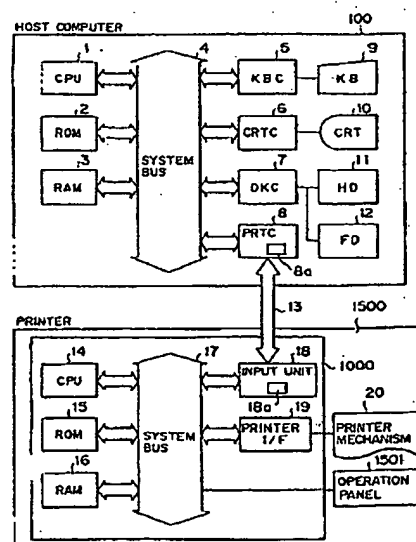 HOST COMPUTER 100
1 4 5 9
CPU KBC KB
2 6 10
ROM CRTC CRT
3 7 11
RAM SYSTEM BUS DKC HD
8 12
PRTC FD
8a
13
PRINTER 1500
14 17 18
CPU INPUT UNIT 1000
15 18a 19 20
ROM SYSTEM BUS PRINTER I/F PRINTER MECHANISM
16 1501
RAM OPERATION PANEL